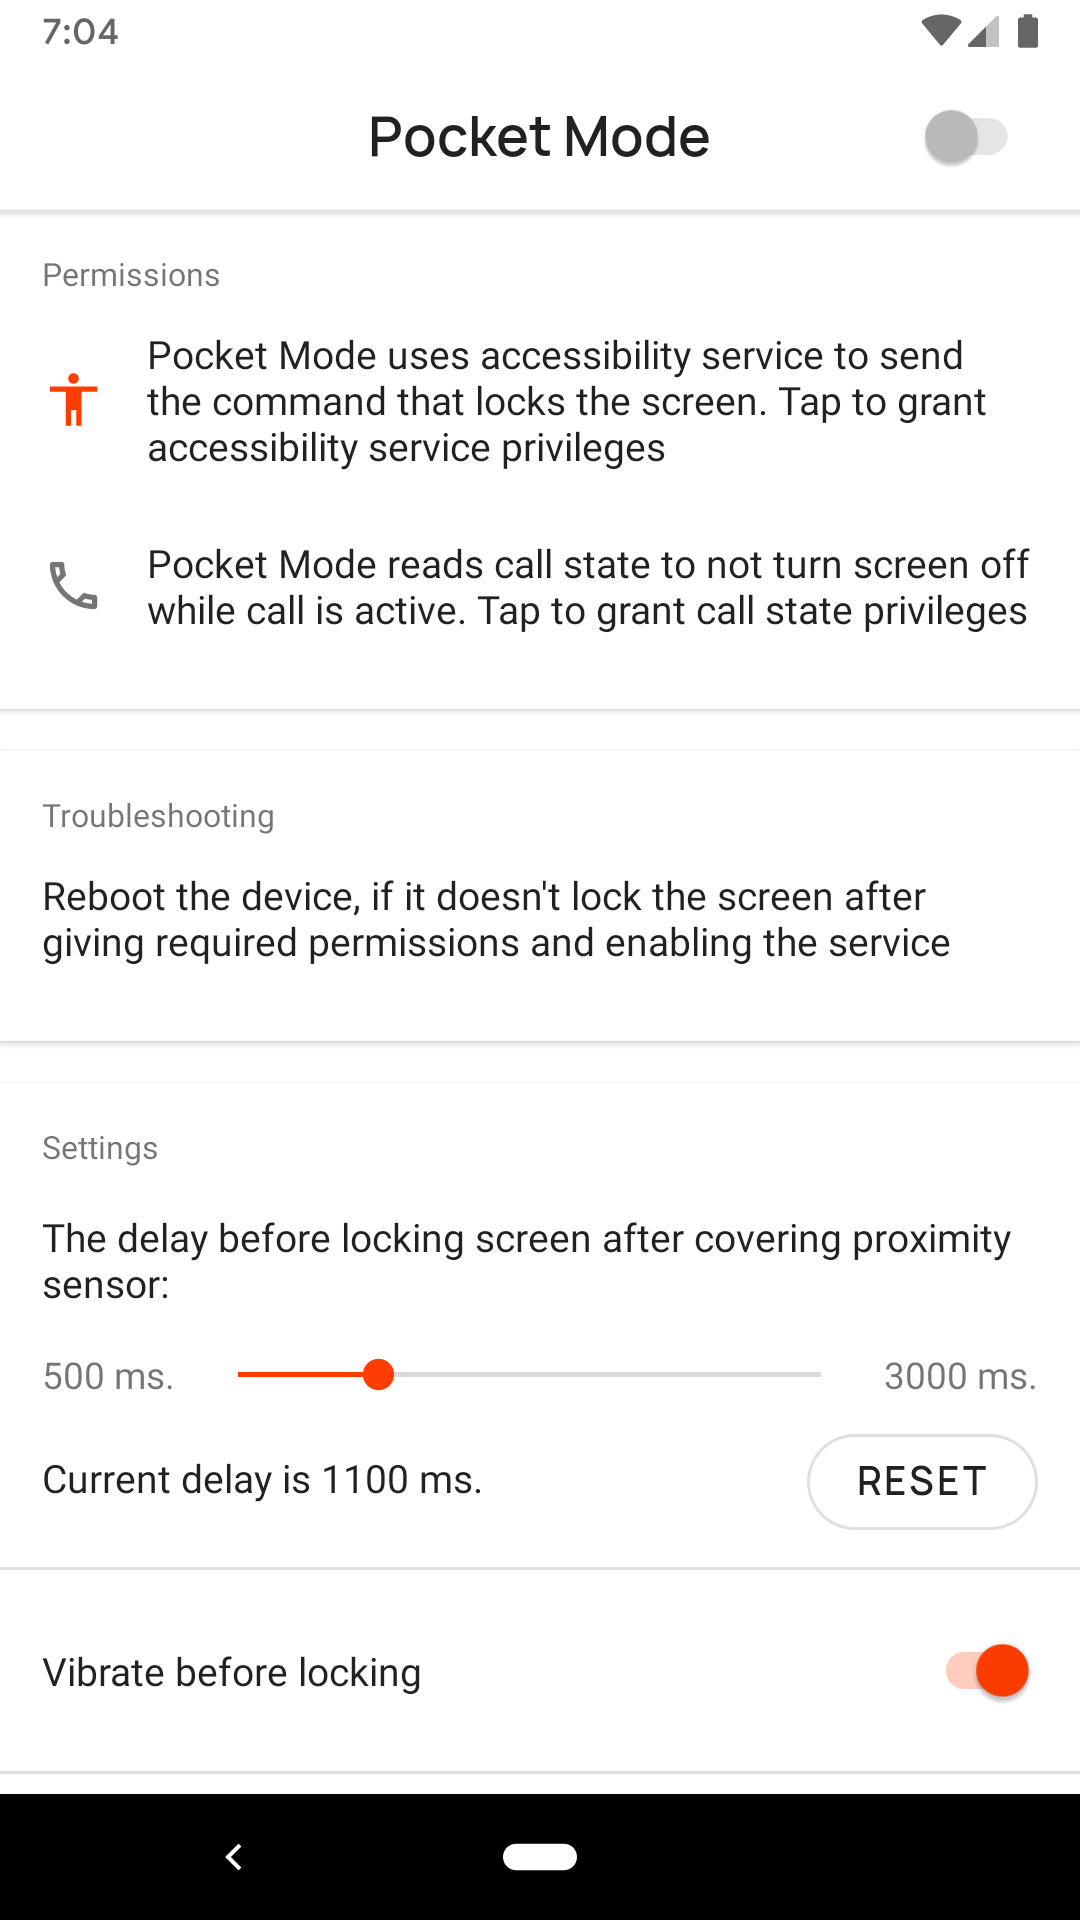 7:04
Pocket Mode
Permissions
Pocket Mode uses accessibility service to send
the command that locks the screen. Tap to grant
accessibility service privileges
Pocket Mode reads call state to not turn screen off
while call is active. Tap to grant call state privileges
Troubleshooting
Reboot the device, if it doesn't lock the screen after
giving required permissions and enabling the service
Settings
The delay before locking screen after covering proximity
sensor:
500 ms.
3000 ms.
Current delay is 1100 ms.
RESET
Vibrate before locking